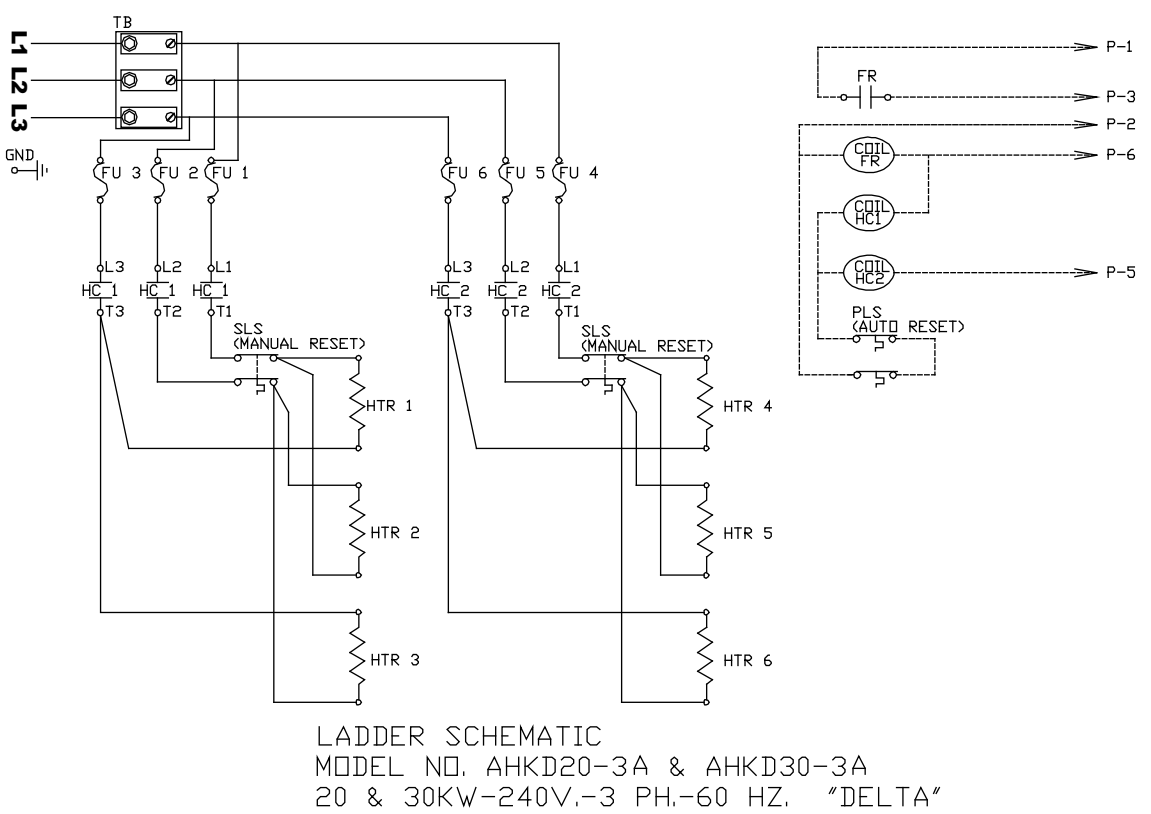 TB
L1
L2
L3
GND
FR
P-1
P-3
P-2
P-6
P-5
FU 3 FU 2 FU 1 FU 6 FU 5 FU 4
COIL
FR
COIL
HC1
COIL
HC2
L3 L2 L1 L3 L2 L1
HC 1 HC 1 HC 1 HC 2 HC 2 HC 2
T3 T2 T1 T3 T2 T1
SLS
(MANUAL RESET)
SLS
(MANUAL RESET)
PLS
(AUTO RESET)
HTR 1
HTR 4
HTR 2
HTR 5
HTR 3
HTR 6
LADDER SCHEMATIC
MODEL NO. AHKD20-3A & AHKD30-3A
20 & 30KW-240V.-3 PH.-60 HZ. "DELTA"